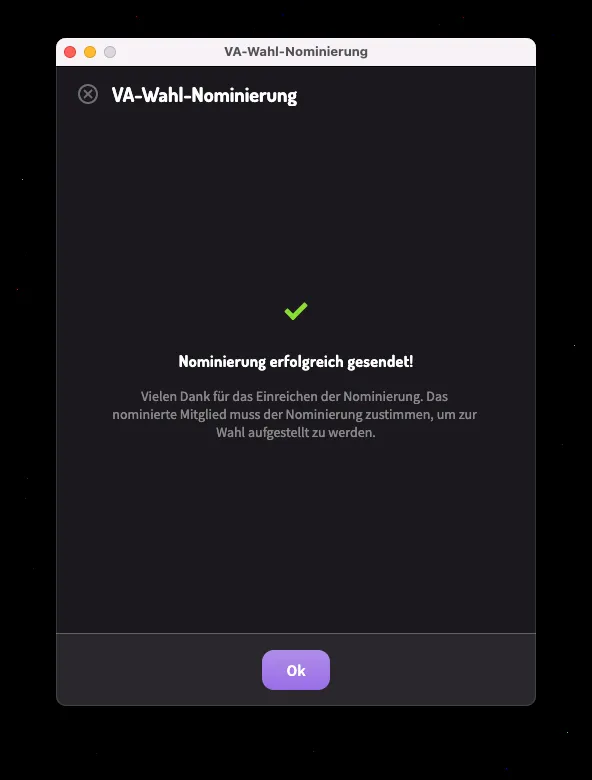 VA-Wahl-Nominierung
VA-Wahl-Nominierung
Nominierung erfolgreich gesendet!
Vielen Dank für das Einreichen der Nominierung. Das
nominierte Mitglied muss der Nominierung zustimmen, um zur
Wahl aufgestellt zu werden.
Ok